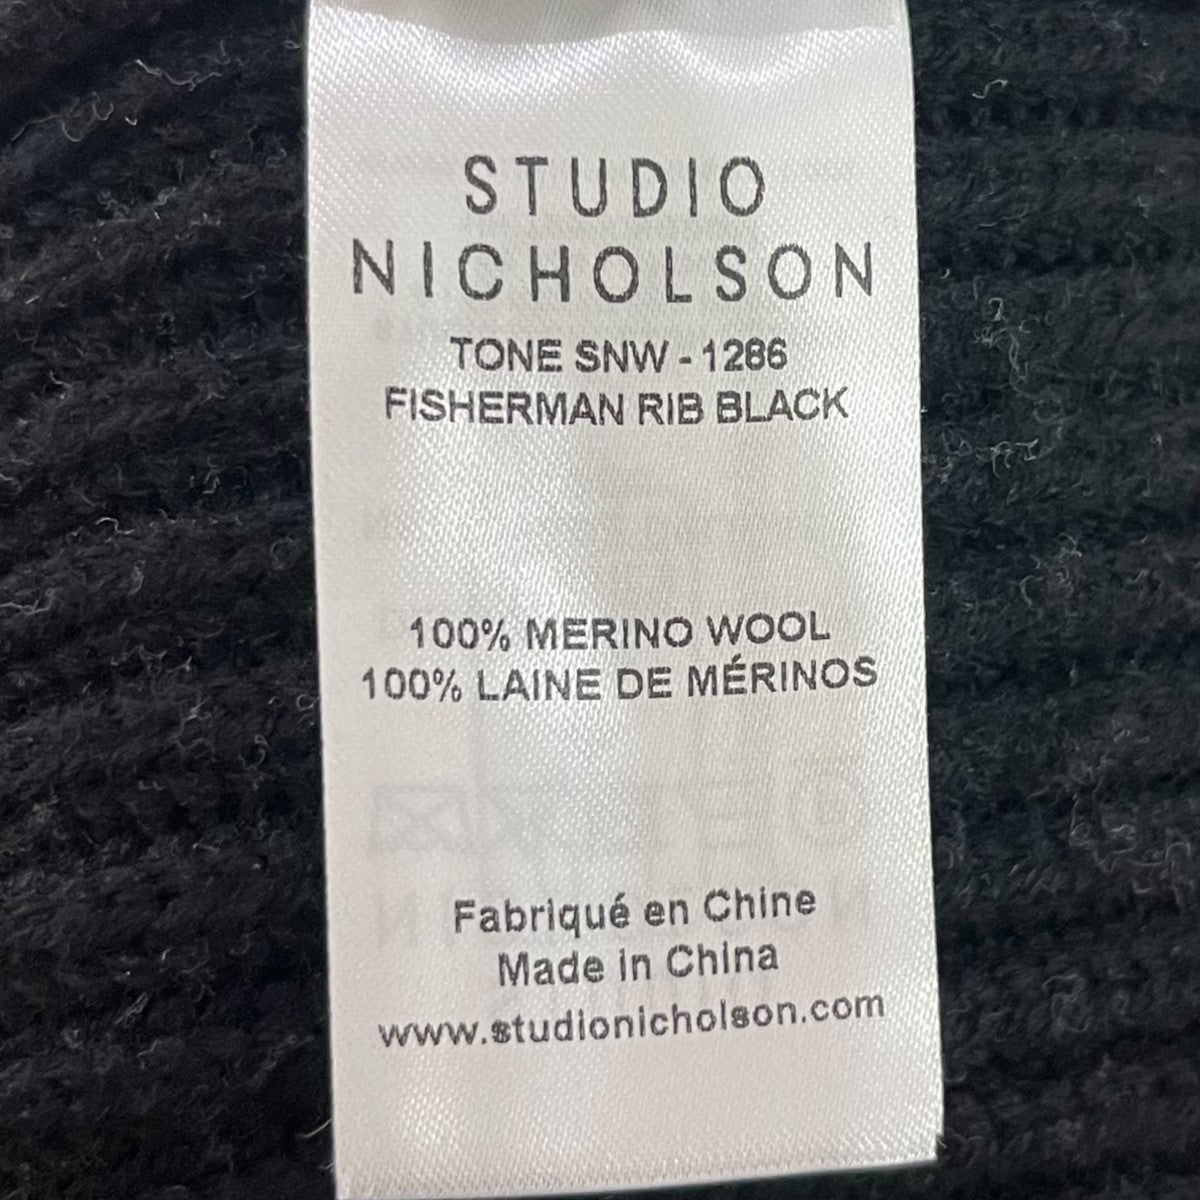 STUDIO
NICHOLSON
TONE SNW - 1286
FISHERMAN RIB BLACK
100% MERINO WOOL
100% LAINE DE MÉRINOS
Fabriqué en Chine
Made in China
www.studionicholson.com